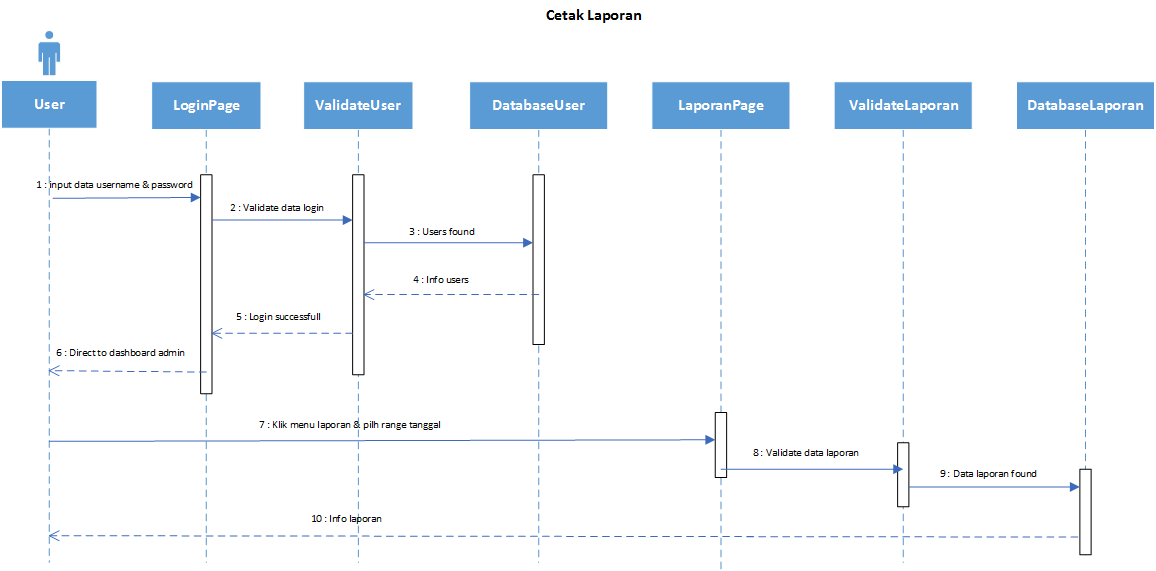 Cetak Laporan
User
LoginPage
ValidateUser
DatabaseUser
LaporanPage
ValidateLaporan
DatabaseLaporan
1 : input data username & password
2 : Validate data login
3 : Users found
4 : Info users
5 : Login successfull
6 : Direct to dashboard admin
7 : Klik menu laporan & pilh range tanggal
8 : Validate data laporan
9 : Data laporan found
10 : Info laporan